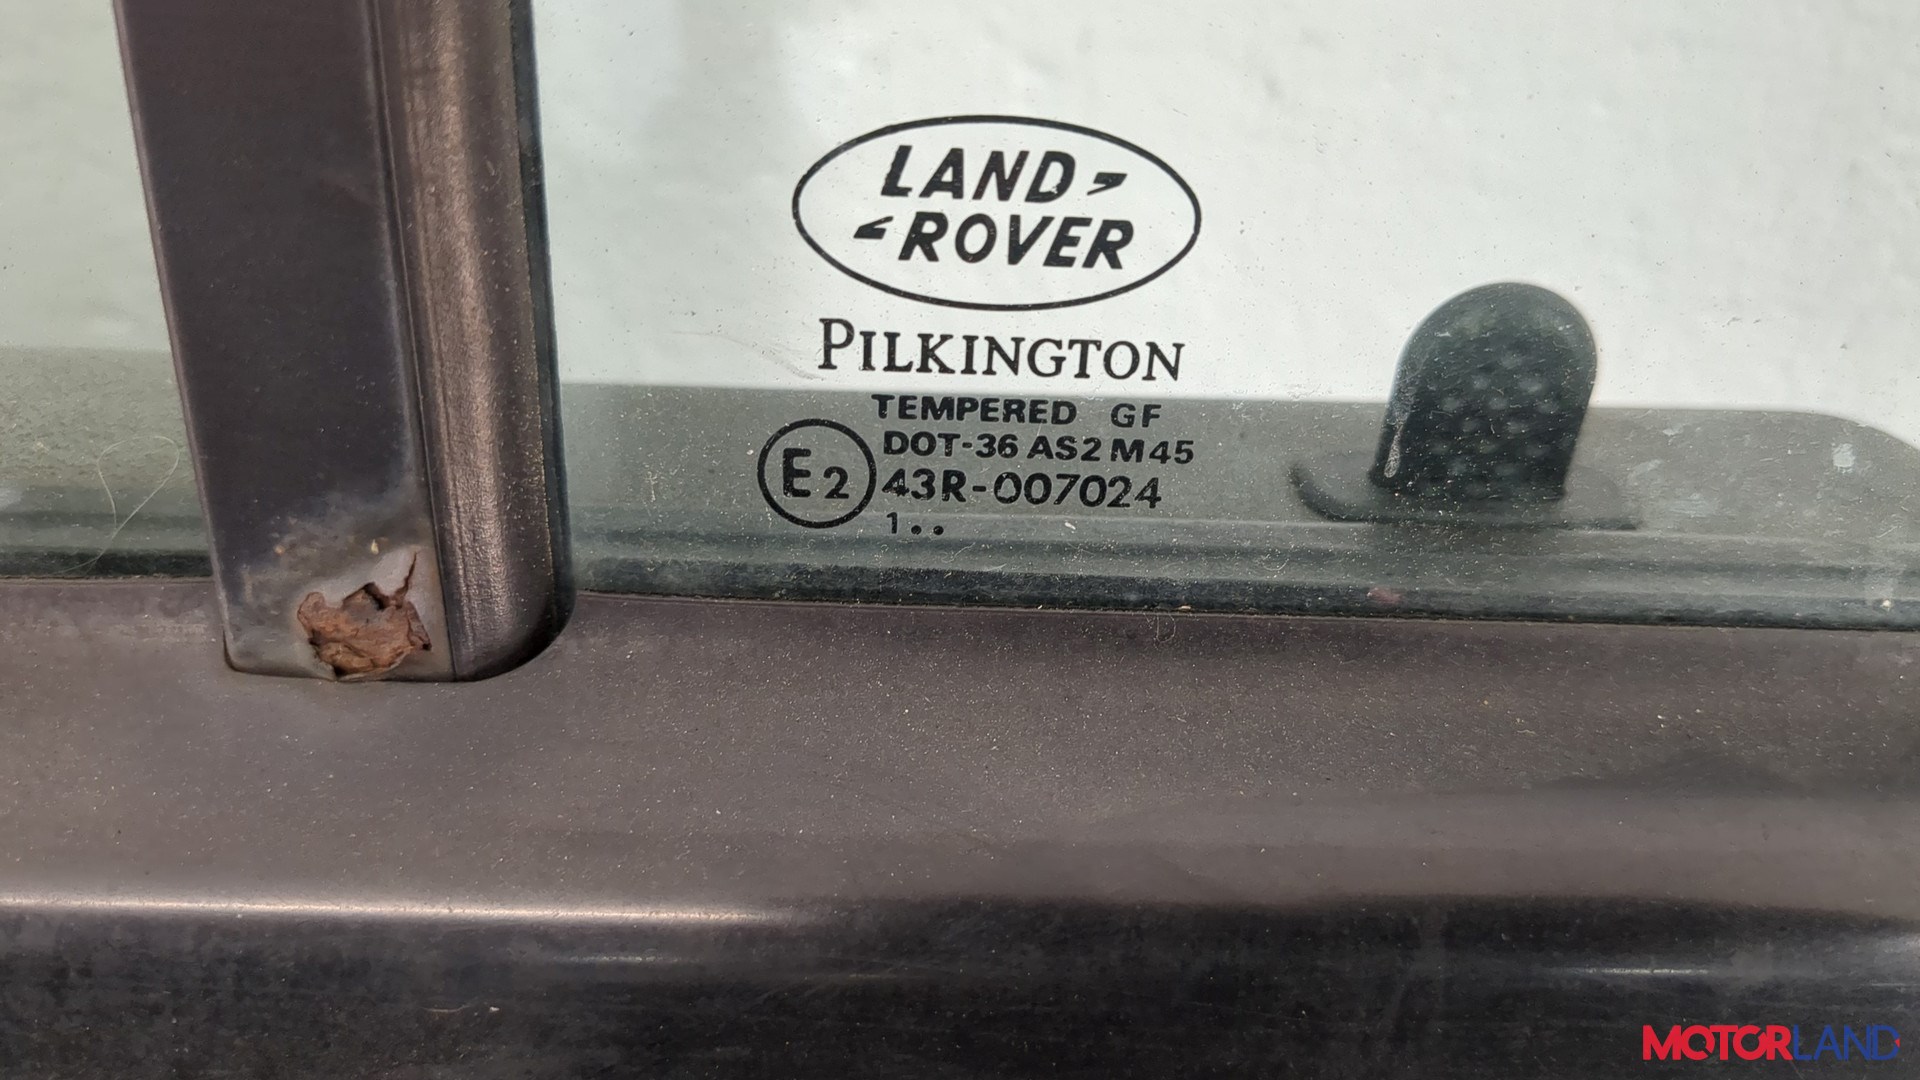 LAND
ROVER
PILKINGTON
TEMPERED GF
DOT-36 AS2 M45
E2 43R-007024
1..
MOTORLAND